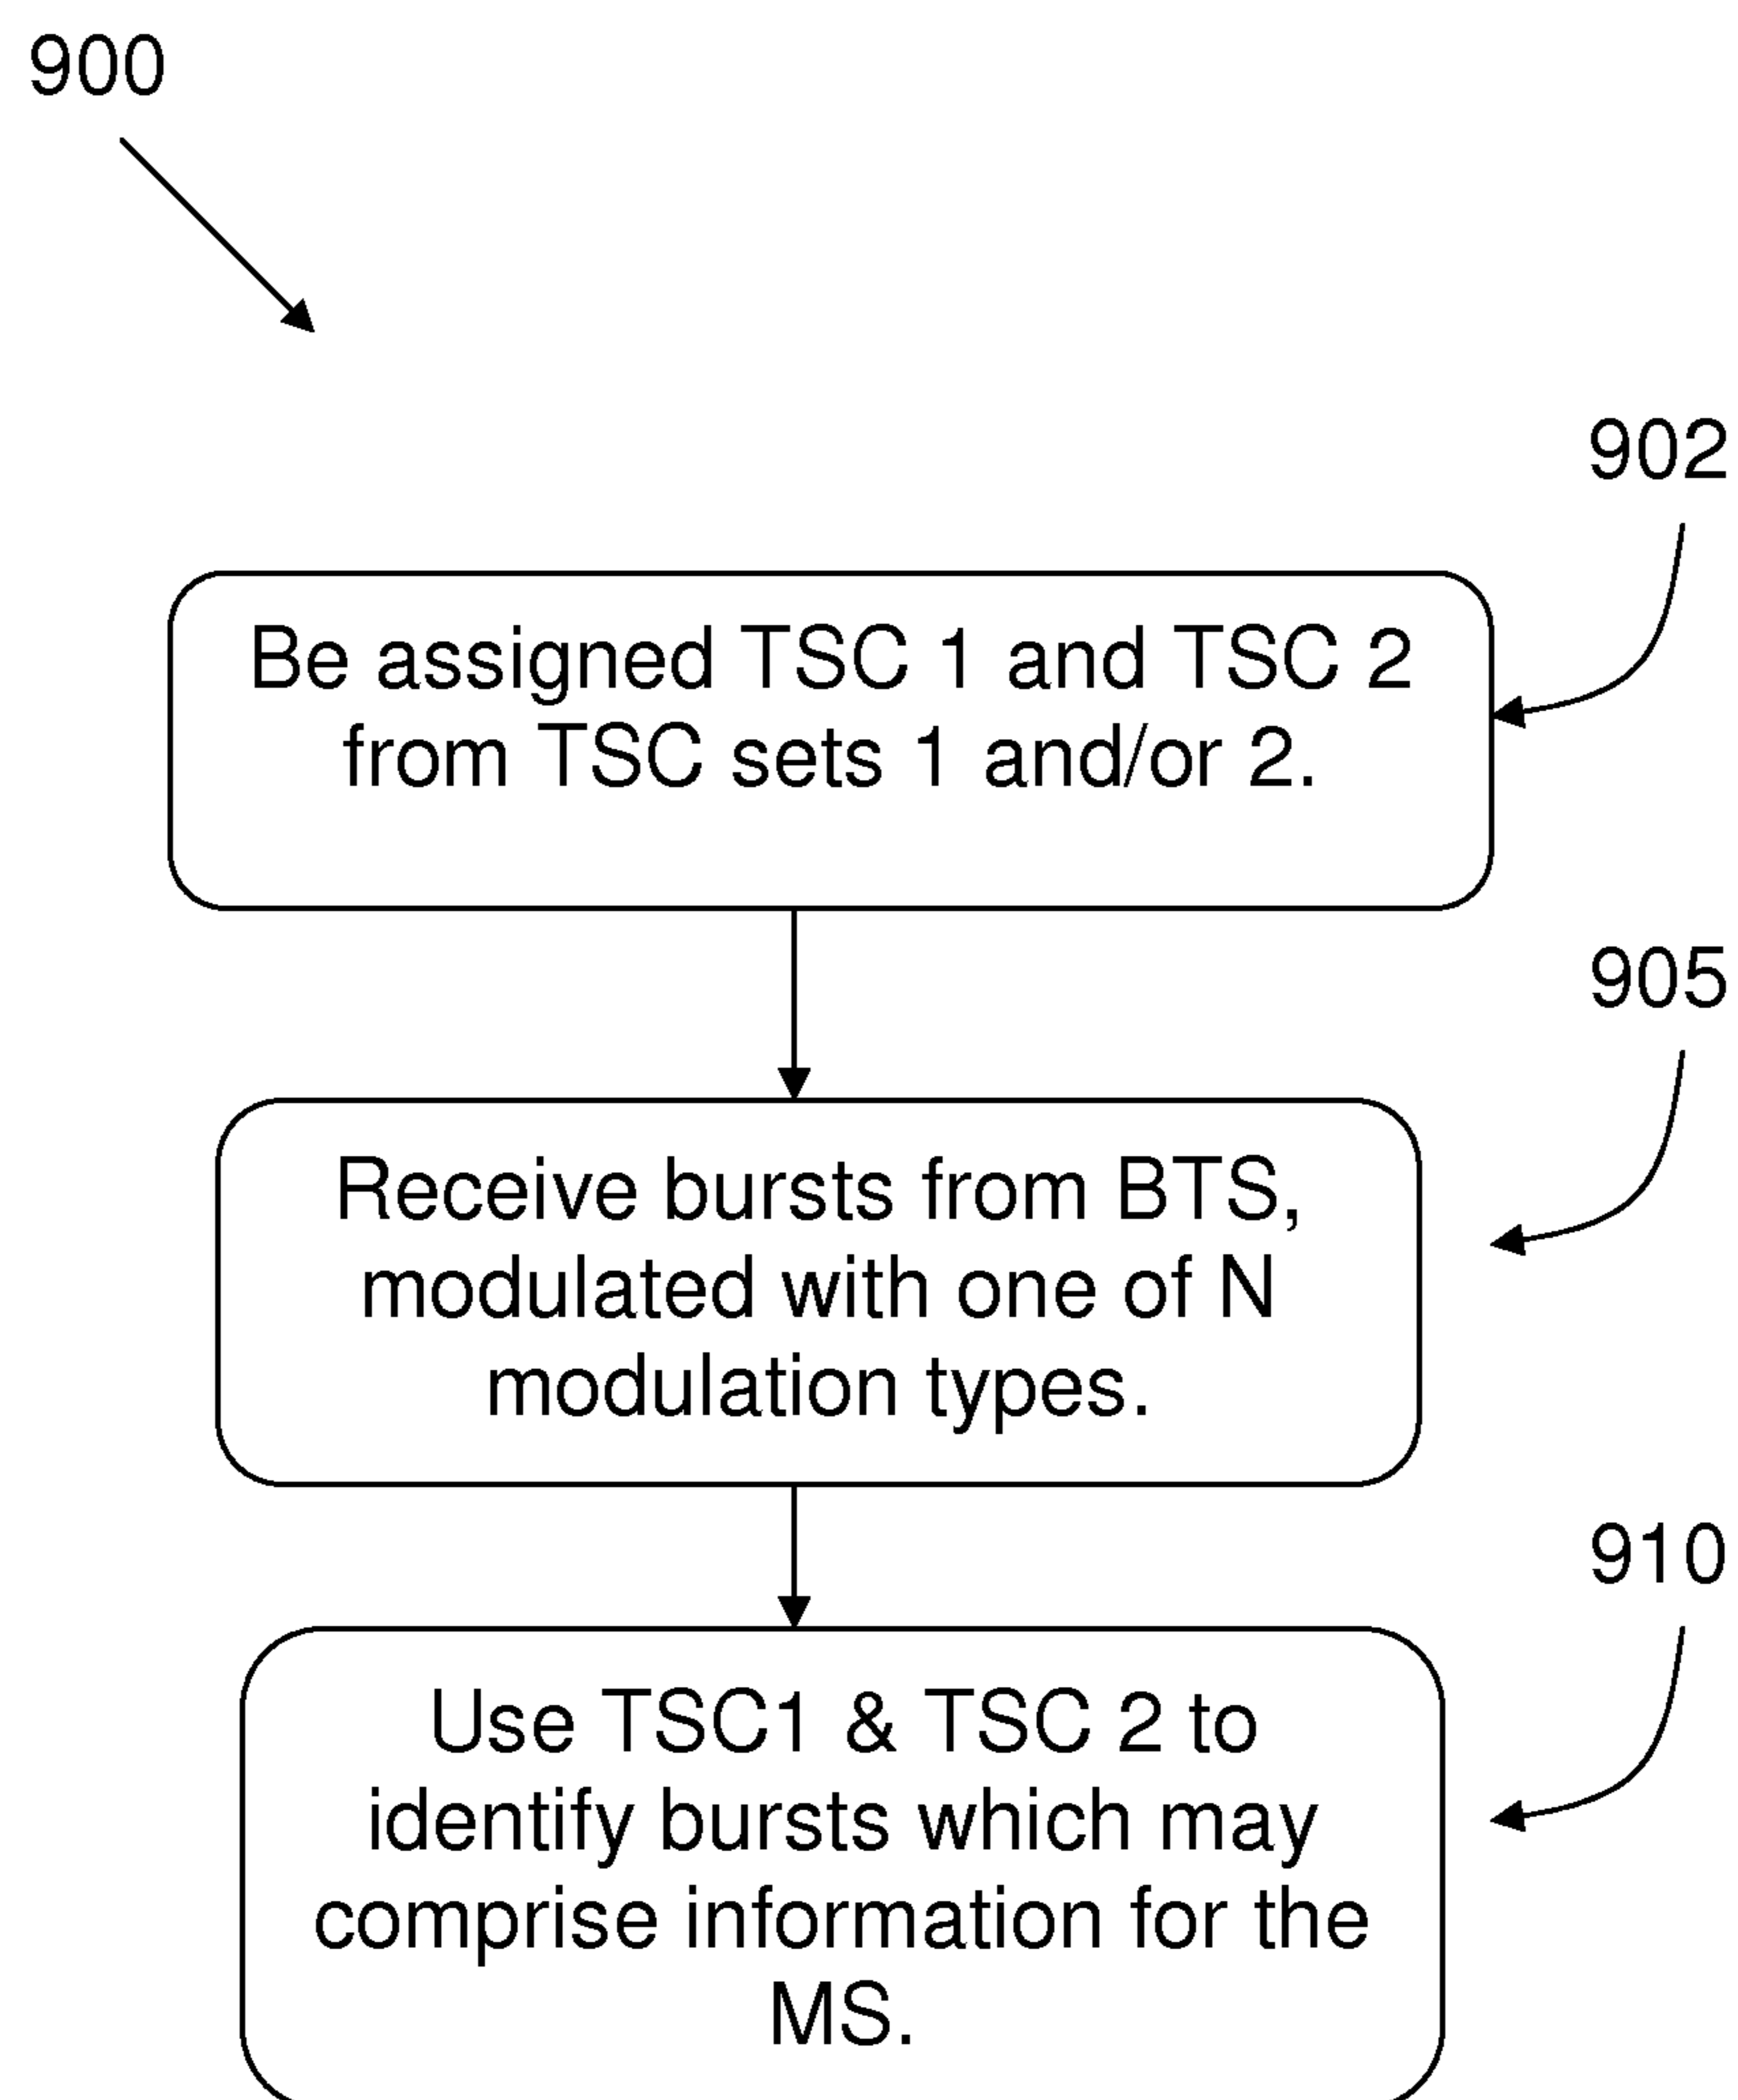 900
902
Be assigned TSC 1 and TSC 2
from TSC sets 1 and/or 2.
905
Receive bursts from BTS,
modulated with one of N
modulation types.
910
Use TSC1 & TSC 2 to
identify bursts which may
comprise information for the
MS.